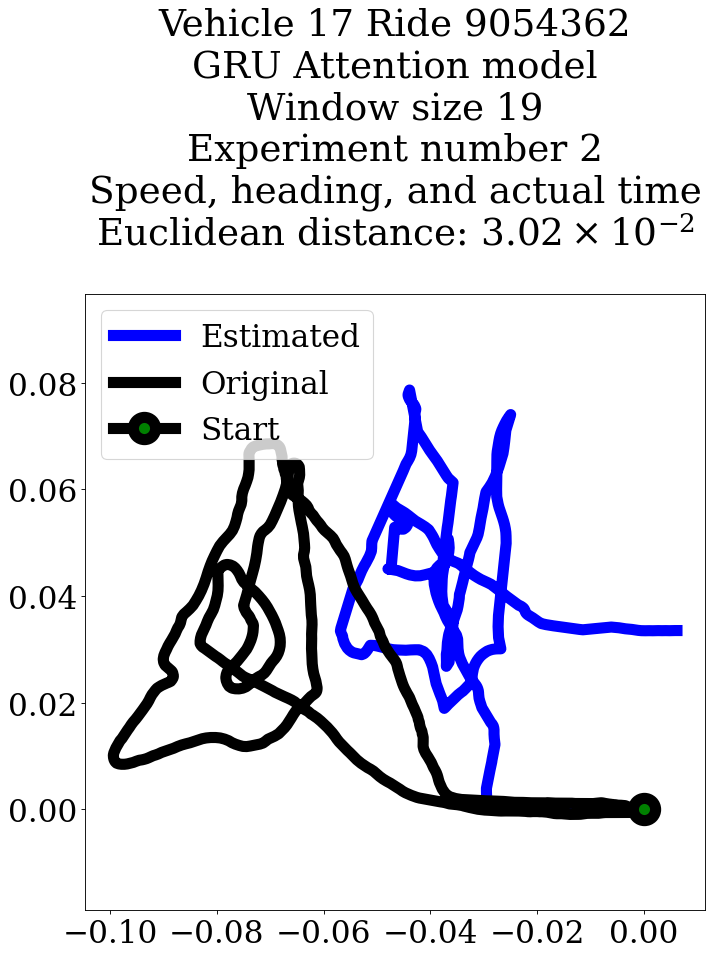 Vehicle 17 Ride 9054362
GRU Attention model
Window size 19
Experiment number 2
Speed, heading, and actual time
Euclidean distance: 3.02 × 10⁻²
Estimated
Original
Start
0.08
0.06
0.04
0.02
0.00
−0.10 −0.08 −0.06 −0.04 −0.02 0.00